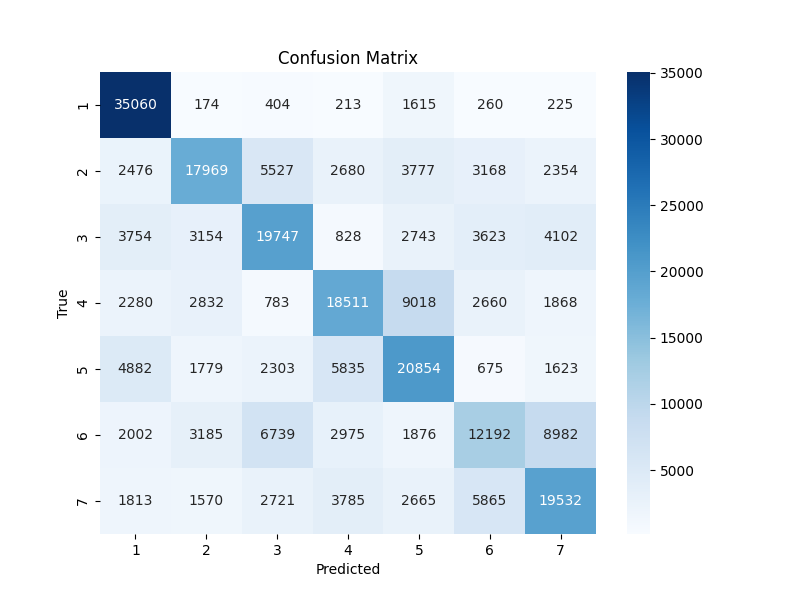 Confusion Matrix
1 35060 174 404 213 1615 260 225
2 2476 17969 5527 2680 3777 3168 2354
3 3754 3154 19747 828 2743 3623 4102
4 2280 2832 783 18511 9018 2660 1868
5 4882 1779 2303 5835 20854 675 1623
6 2002 3185 6739 2975 1876 12192 8982
7 1813 1570 2721 3785 2665 5865 19532
1 2 3 4 5 6 7
Predicted
True
35000
30000
25000
20000
15000
10000
5000